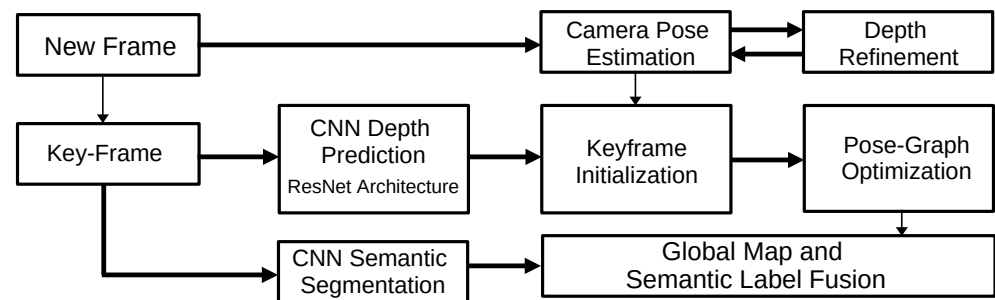 New Frame
Camera Pose
Estimation
Depth
Refinement
Key-Frame
CNN Depth
Prediction
ResNet Architecture
Keyframe
Initialization
Pose-Graph
Optimization
CNN Semantic
Segmentation
Global Map and
Semantic Label Fusion